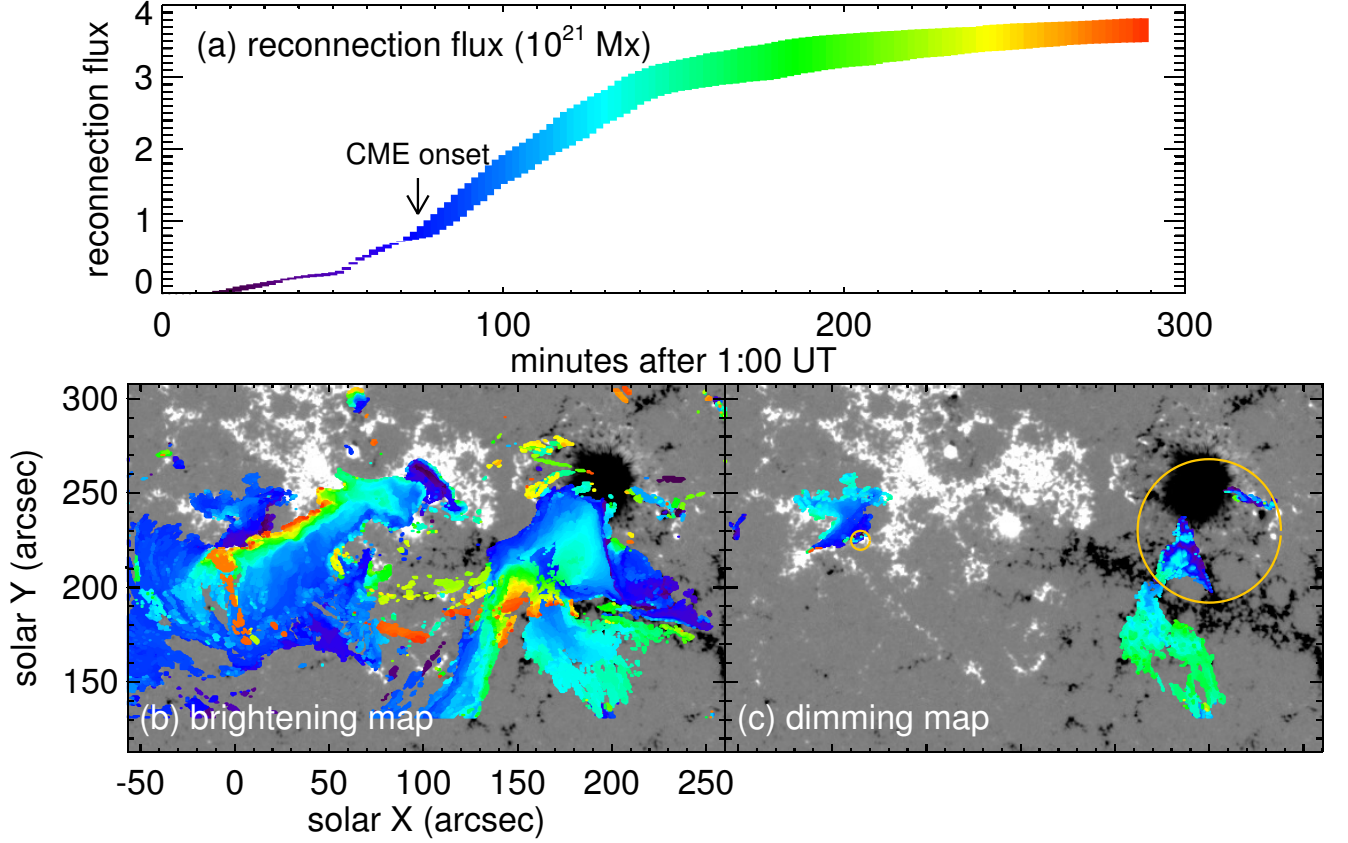 (a) reconnection flux (10²¹ Mx)
reconnection flux
4
3
2
1
0
CME onset
0 100 200 300
minutes after 1:00 UT
solar Y (arcsec)
300
250
200
150
(b) brightening map
(c) dimming map
-50 0 50 100 150 200 250
solar X (arcsec)